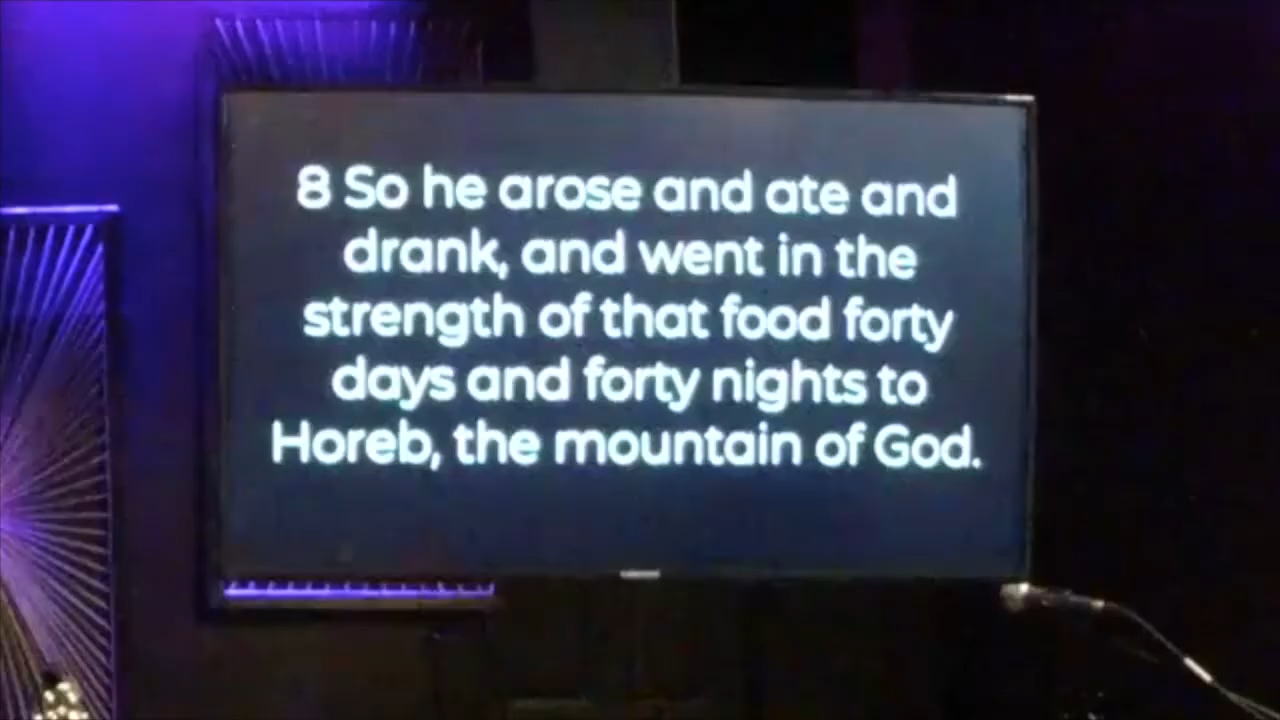 8 So he arose and ate and
drank, and went in the
strength of that food forty
days and forty nights to
Horeb, the mountain of God.